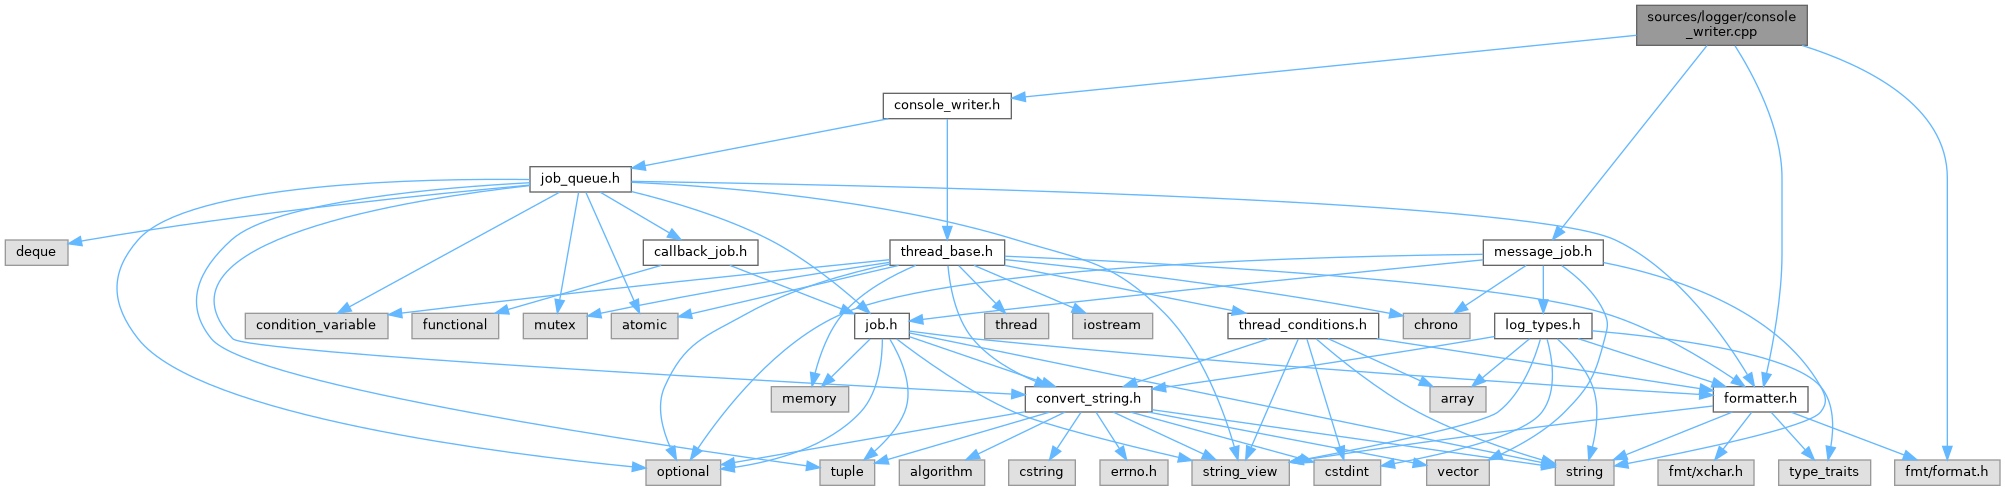 sources/logger/console
_writer.cpp
console_writer.h
job_queue.h
deque
callback_job.h
thread_base.h
message_job.h
condition_variable
functional
mutex
atomic
job.h
thread
iostream
thread_conditions.h
chrono
log_types.h
memory
convert_string.h
array
formatter.h
optional
tuple
algorithm
cstring
errno.h
string_view
cstdint
vector
string
fmt/xchar.h
type_traits
fmt/format.h